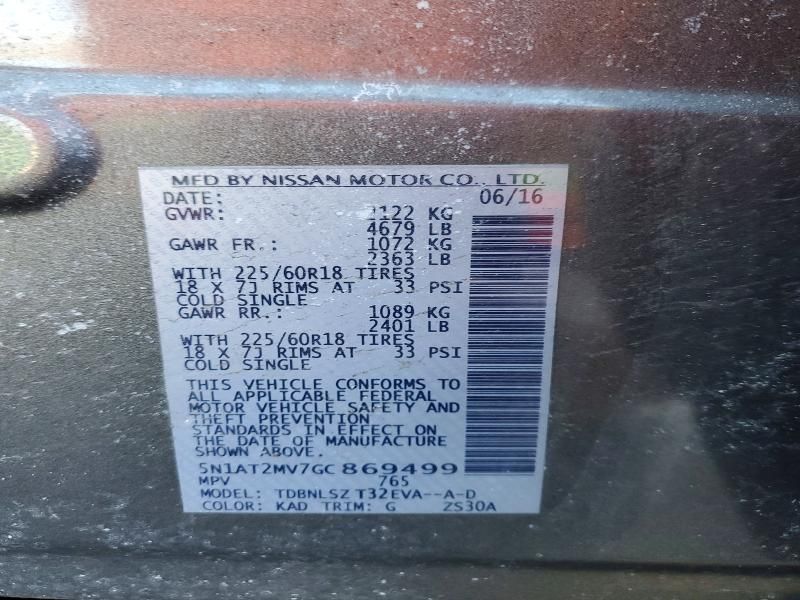 MFD BY NISSAN MOTOR CO., LTD.
DATE: 06/16
GVWR: 2122 KG
4679 LB
GAWR FR.: 1072 KG
2363 LB
WITH 225/60R18 TIRES
18 X 7J RIMS AT 33 PSI
COLD SINGLE
GAWR RR.: 1089 KG
2401 LB
WITH 225/60R18 TIRES
18 X 7J RIMS AT 33 PSI
COLD SINGLE
THIS VEHICLE CONFORMS TO
ALL APPLICABLE FEDERAL
MOTOR VEHICLE SAFETY AND
THEFT PREVENTION
STANDARDS IN EFFECT ON
THE DATE OF MANUFACTURE
SHOWN ABOVE.
5N1AT2MV7GC869499
MPV 765
MODEL: TDBNLSZ T32EVA--A-D
COLOR: KAD TRIM: G ZS30A